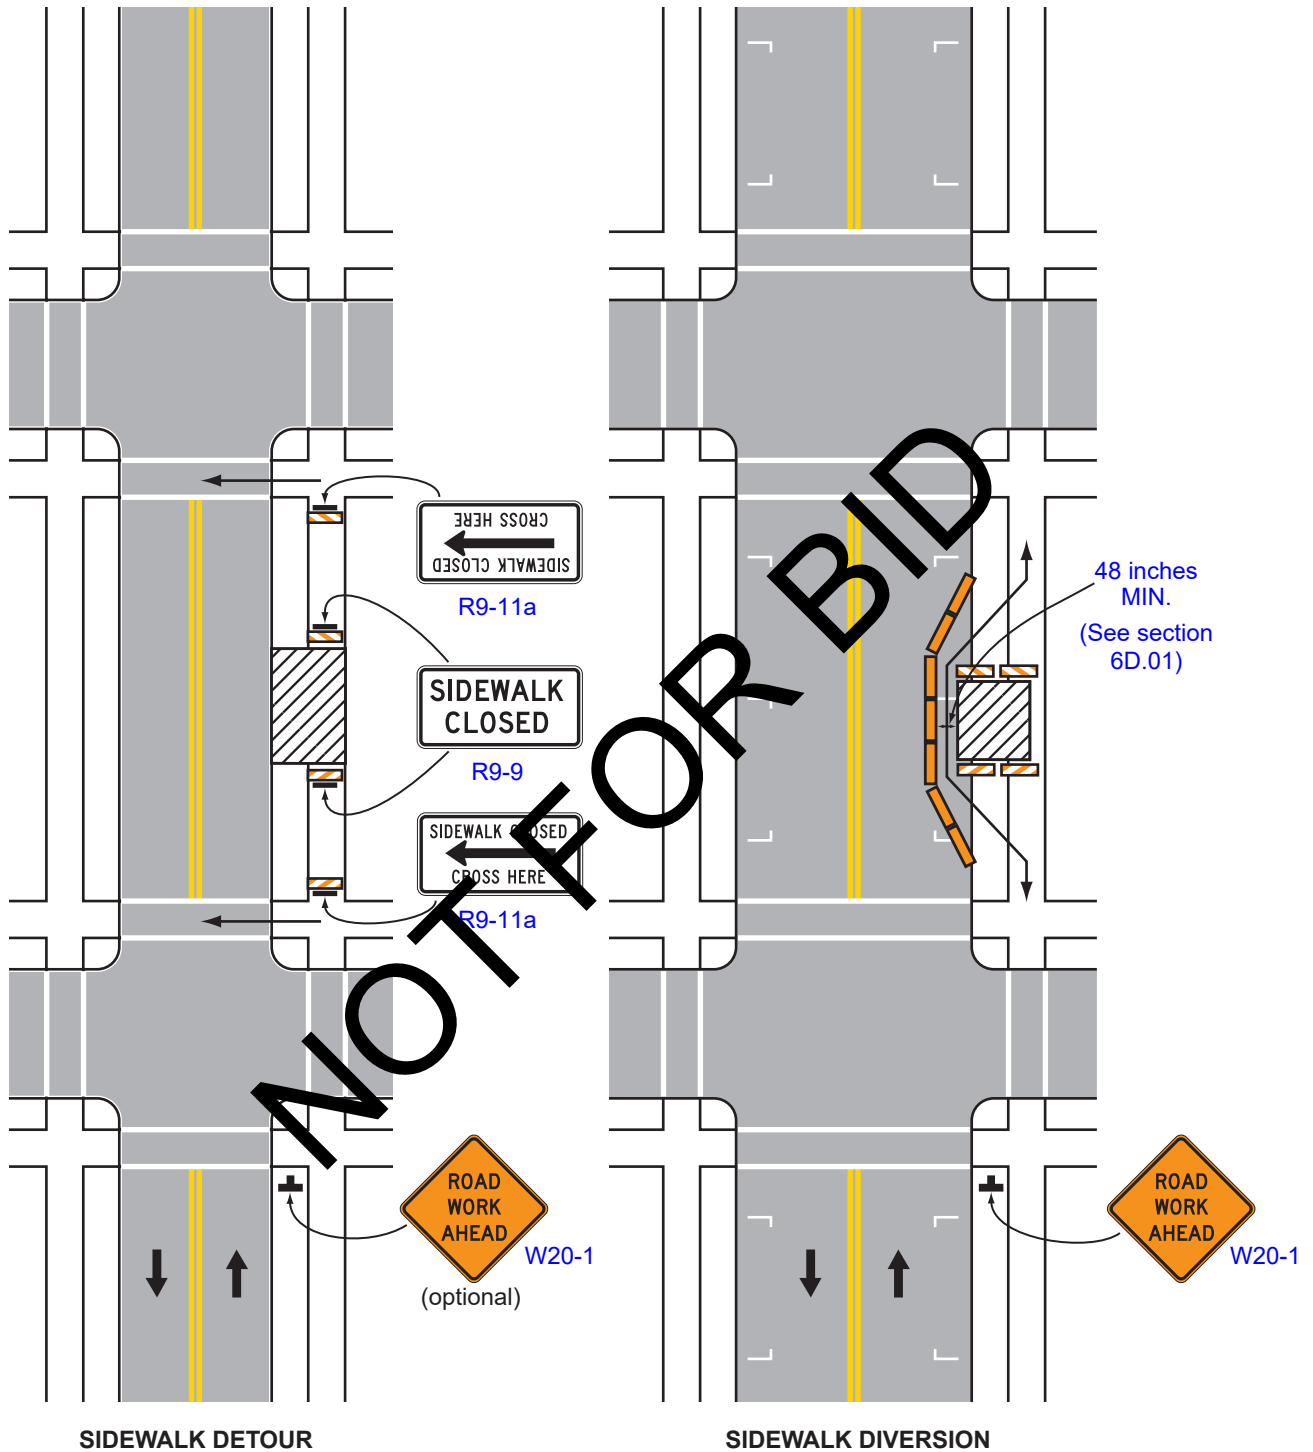 CROSS HERE
SIDEWALK CLOSED
R9-11a
SIDEWALK
CLOSED
R9-9
SIDEWALK CLOSED
CROSS HERE
R9-11a
48 inches
MIN.
(See section
6D.01)
NOT FOR BID
ROAD
WORK
AHEAD
W20-1
(optional)
ROAD
WORK
AHEAD
W20-1
SIDEWALK DETOUR
SIDEWALK DIVERSION